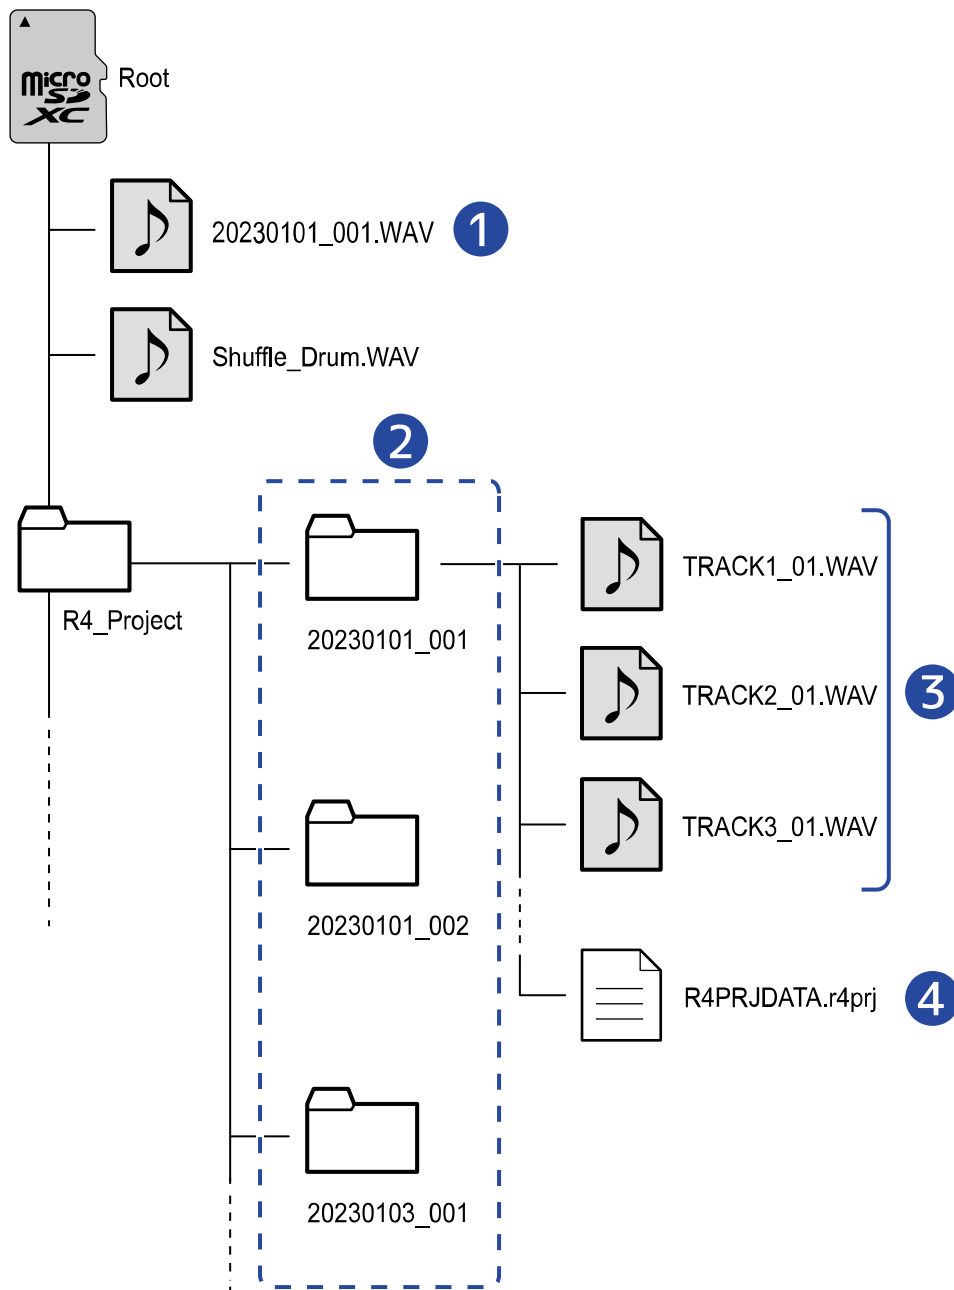 micro
SD
XC
Root
20230101_001.WAV
1
Shuffle_Drum.WAV
2
R4_Project
20230101_001
TRACK1_01.WAV
TRACK2_01.WAV
3
TRACK3_01.WAV
20230101_002
R4PRJDATA.r4prj
4
20230103_001